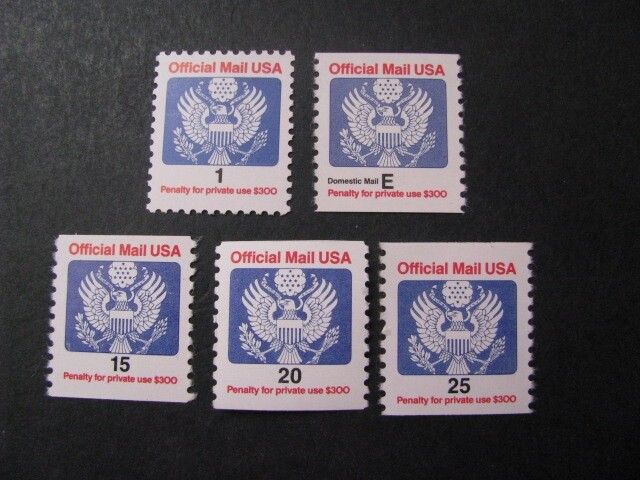 Official Mail USA
1
Penalty for private use $300
Official Mail USA
Domestic Mail E
Penalty for private use $300
Official Mail USA
15
Penalty for private use $300
Official Mail USA
20
Penalty for private use $300
Official Mail USA
25
Penalty for private use $300